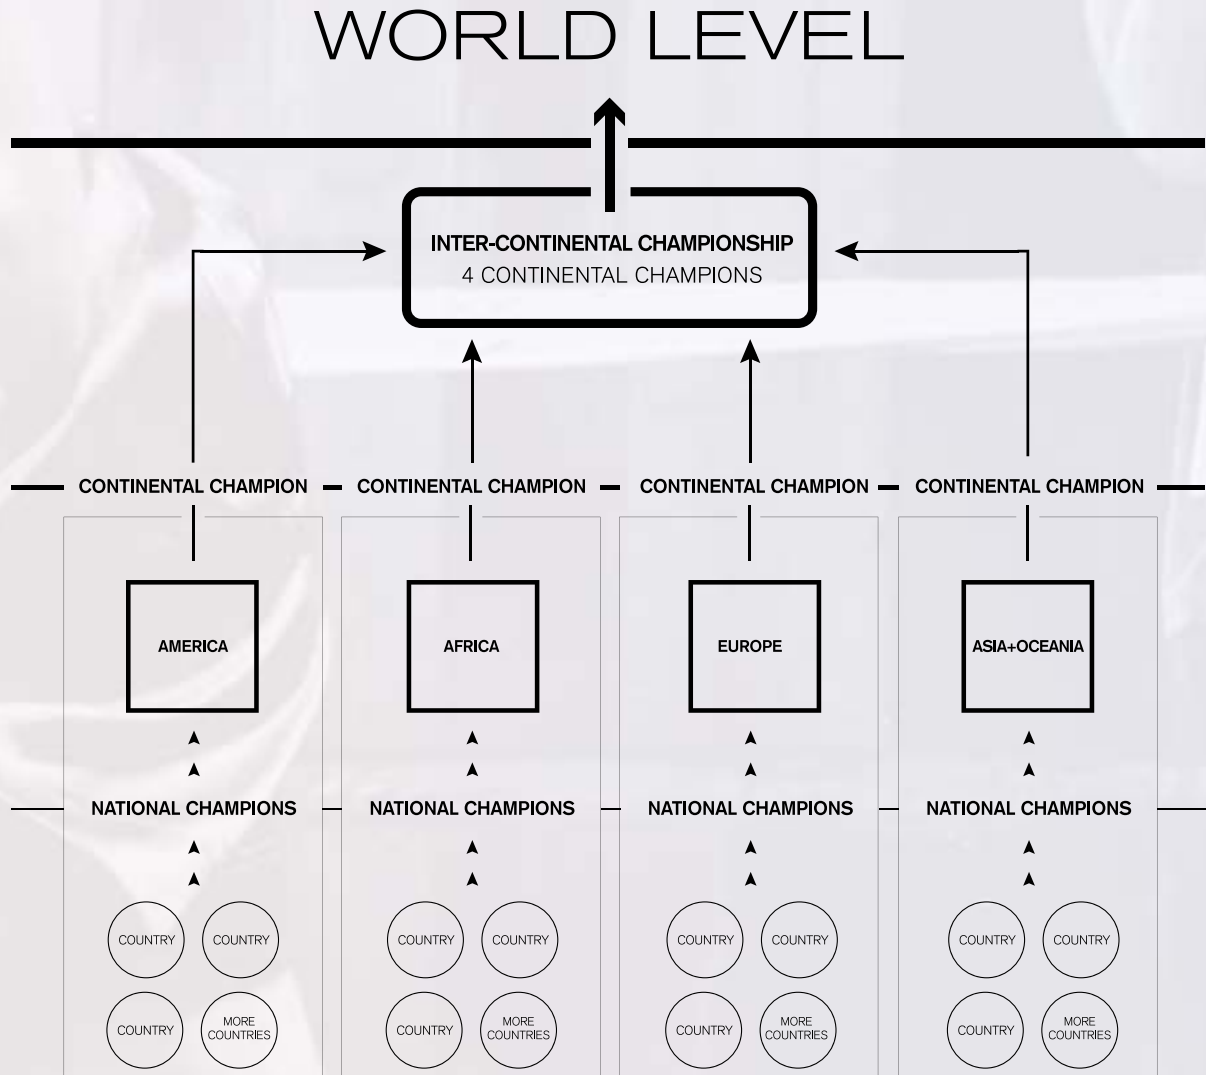 WORLD LEVEL
INTER-CONTINENTAL CHAMPIONSHIP
4 CONTINENTAL CHAMPIONS
CONTINENTAL CHAMPION
CONTINENTAL CHAMPION
CONTINENTAL CHAMPION
CONTINENTAL CHAMPION
AMERICA
AFRICA
EUROPE
ASIA+OCEANIA
NATIONAL CHAMPIONS
NATIONAL CHAMPIONS
NATIONAL CHAMPIONS
NATIONAL CHAMPIONS
COUNTRY
COUNTRY
COUNTRY
COUNTRY
COUNTRY
COUNTRY
COUNTRY
COUNTRY
COUNTRY
MORE
COUNTRIES
COUNTRY
MORE
COUNTRIES
COUNTRY
MORE
COUNTRIES
COUNTRY
MORE
COUNTRIES